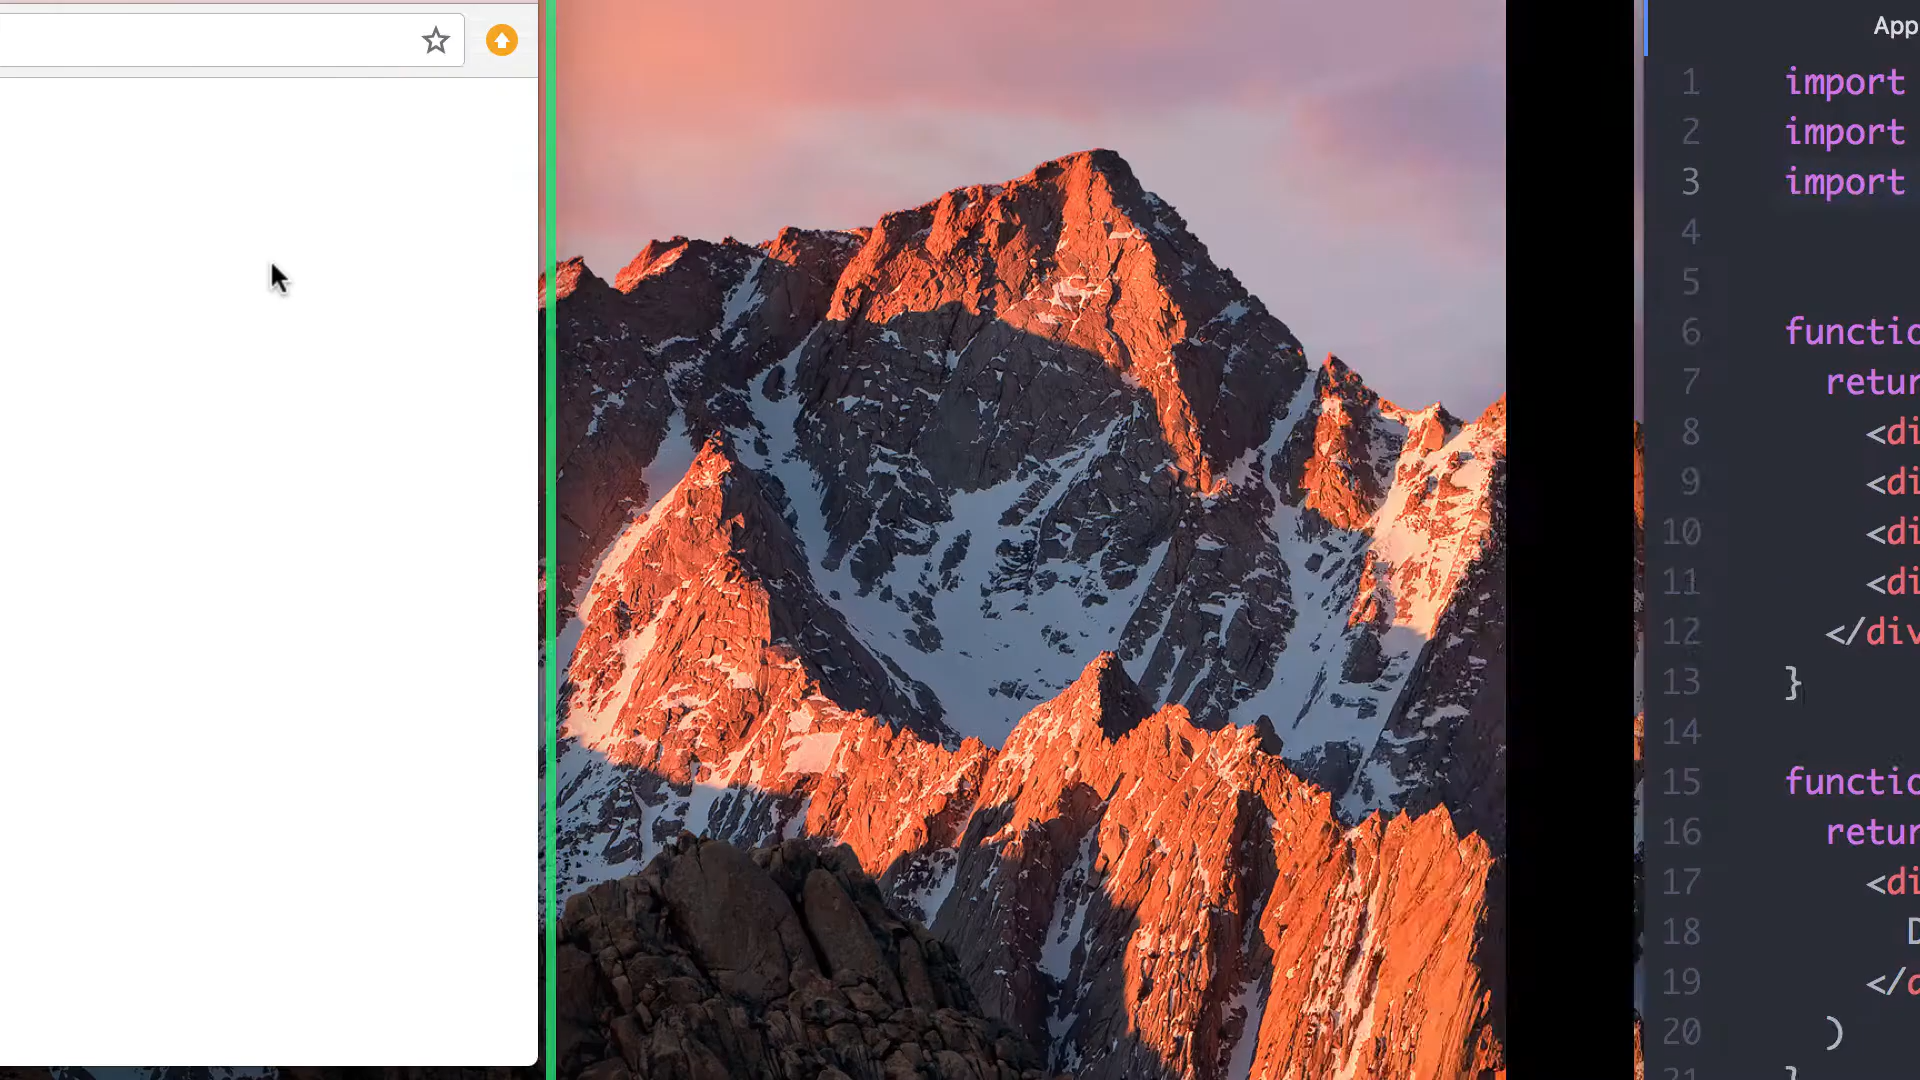 App
1 import
2 import
3 import
4
5
6 functio
7 retur
8 <di
9 <di
10 <di
11 <di
12 </div
13 }
14
15 functio
16 retur
17 <di
18 D
19 </d
20 )
21 }